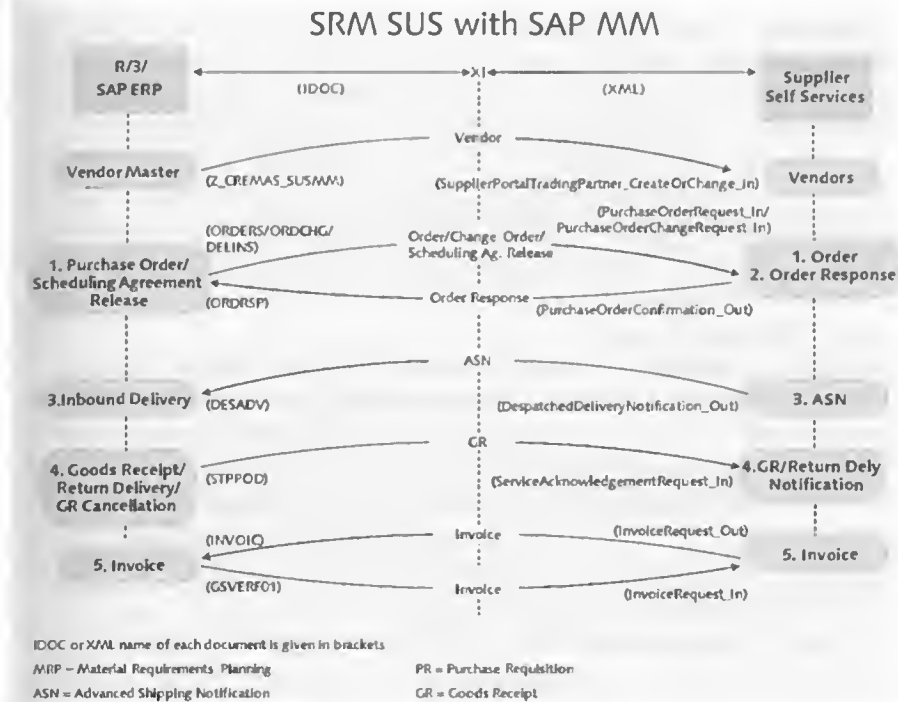 SRM SUS with SAP MM
R/3/
SAP ERP
(IDOC)
XI
(XML)
Supplier
Self Services
Vendor
Vendor Master
(Z_CREMAS_SUSMM)
(SupplierPortalTradingPartner_CreateOrChange_in)
Vendors
(PurchaseOrderRequest_In/
PurchaseOrderChangeRequest_In)
(ORDERS/ORDCHG/
DELINS)
Order/Change Order/
Scheduling Ag. Release
1. Purchase Order/
Scheduling Agreement
Release
1. Order
2. Order Response
(ORDRSP)
Order Response
(PurchaseOrderConfirmation_Out)
ASN
3.Inbound Delivery
(DESADV)
(DespatchedDeliveryNotification_Out)
3. ASN
GR
4. Goods Receipt/
Return Delivery/
GR Cancellation
(STPPOD)
(ServiceAcknowledgementRequest_In)
4.GR/Return Dely
Notification
(INVOIC)
Invoice
(InvoiceRequest_Out)
5. Invoice
5. Invoice
(GSVERF01)
Invoice
(InvoiceRequest_In)
IDOC or XML name of each document is given in brackets
MRP = Material Requirements Planning
PR = Purchase Requisition
ASN = Advanced Shipping Notification
GR = Goods Receipt